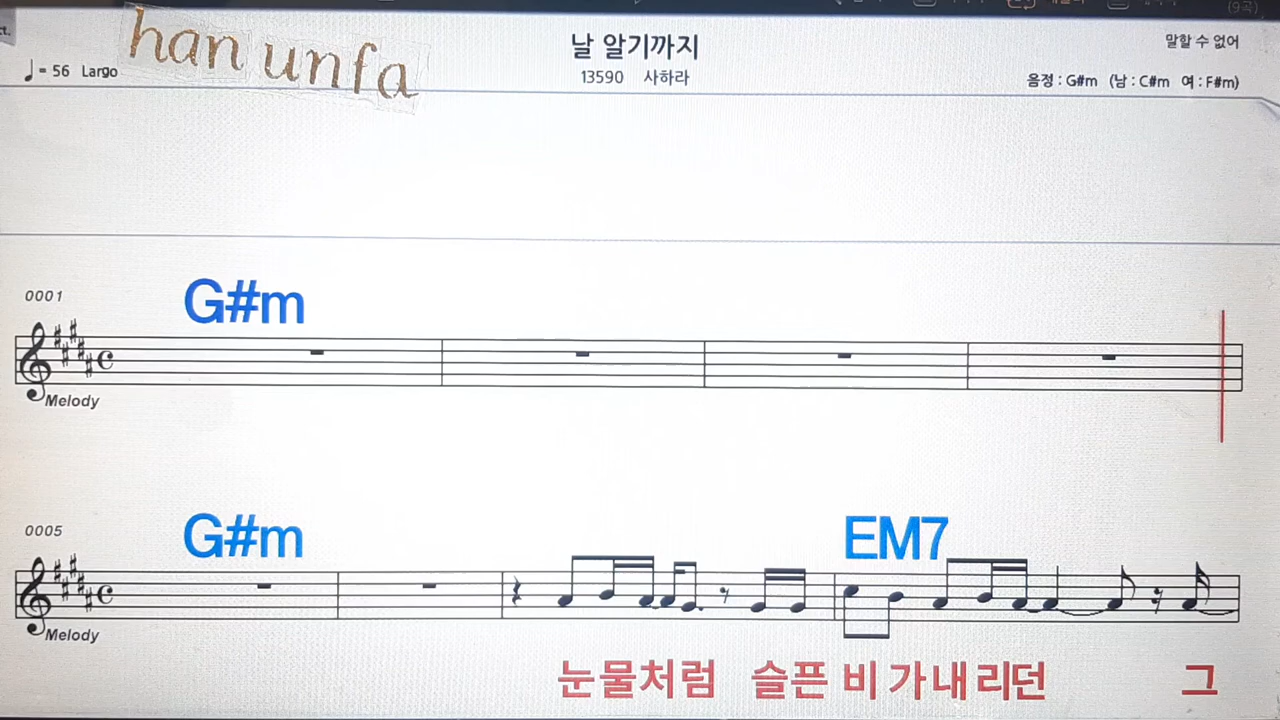 han unfa
날 알기까지
말할 수 없어
♩= 56 Largo
13590 사하라
음정 : G#m (남 : C#m 여 : F#m)
0001
G#m
Melody
0005
G#m EM7
Melody
눈물처럼 슬픈 비 가 내 리던 그